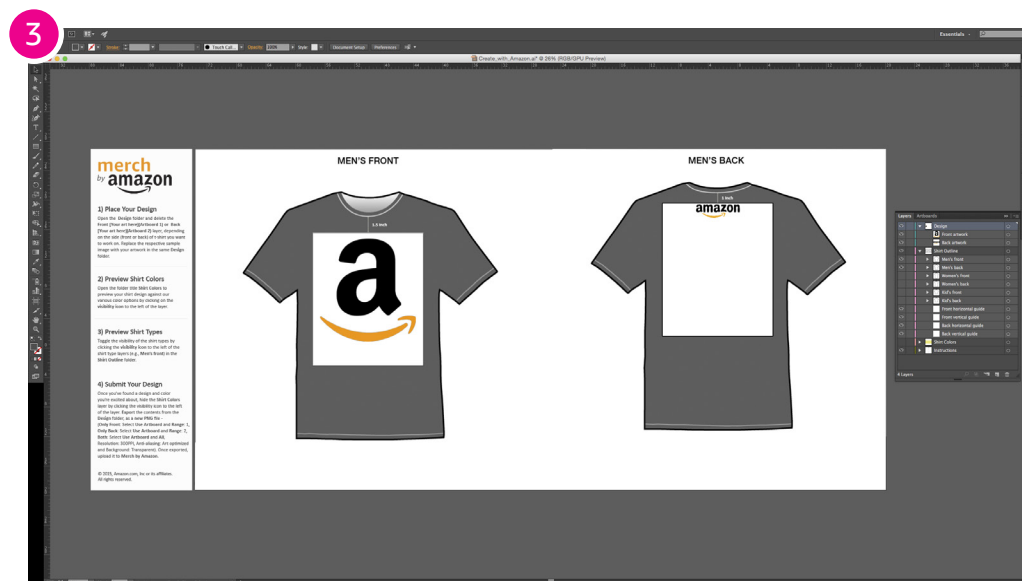 3
Essentials
Stroke:
Touch Call...
Opacity: 100%
Style:
Document Setup
Preferences
Create_with_Amazon.ai* @ 26% (RGB/GPU Preview)
merch
by amazon
1) Place Your Design
Open the Design folder and delete the
Front [Your art here](Artboard 1) or Back
[Your art here](Artboard 2) layer, depending
on the side (front or back) of t-shirt you want
to work on. Replace the respective sample
image with your artwork in the same Design
folder.
2) Preview Shirt Colors
Open the folder title Shirt Colors to
preview your shirt design against our
various color options by clicking on the
visibility icon to the left of the layer.
3) Preview Shirt Types
Toggle the visibility of the shirt types by
clicking the visibility icon to the left of the
shirt type layers (e.g., Men's front) in the
Shirt Outline folder.
4) Submit Your Design
Once you've found a design and color
you're excited about, hide the Shirt Colors
layer by clicking the visibility icon to the left
of the layer. Export the contents from the
Design folder, as a new PNG file -
(Only Front: Select Use Artboard and Range: 1,
Only Back: Select Use Artboard and Range: 2,
Both: Select Use Artboard and All,
Resolution: 300PPI, Anti-aliasing: Art optimized
and Background: Transparent). Once exported,
upload it to Merch by Amazon.
© 2015, Amazon.com, Inc or its affiliates.
All rights reserved.
MEN'S FRONT
1.5 inch
a
MEN'S BACK
1 inch
amazon
Layers Artboards
Design
Front artwork
Back artwork
Shirt Outline
Men's front
Men's back
Women's front
Women's back
Kid's front
Kid's back
Front horizontal guide
Front vertical guide
Back horizontal guide
Back vertical guide
Shirt Colors
Instructions
4 Layers